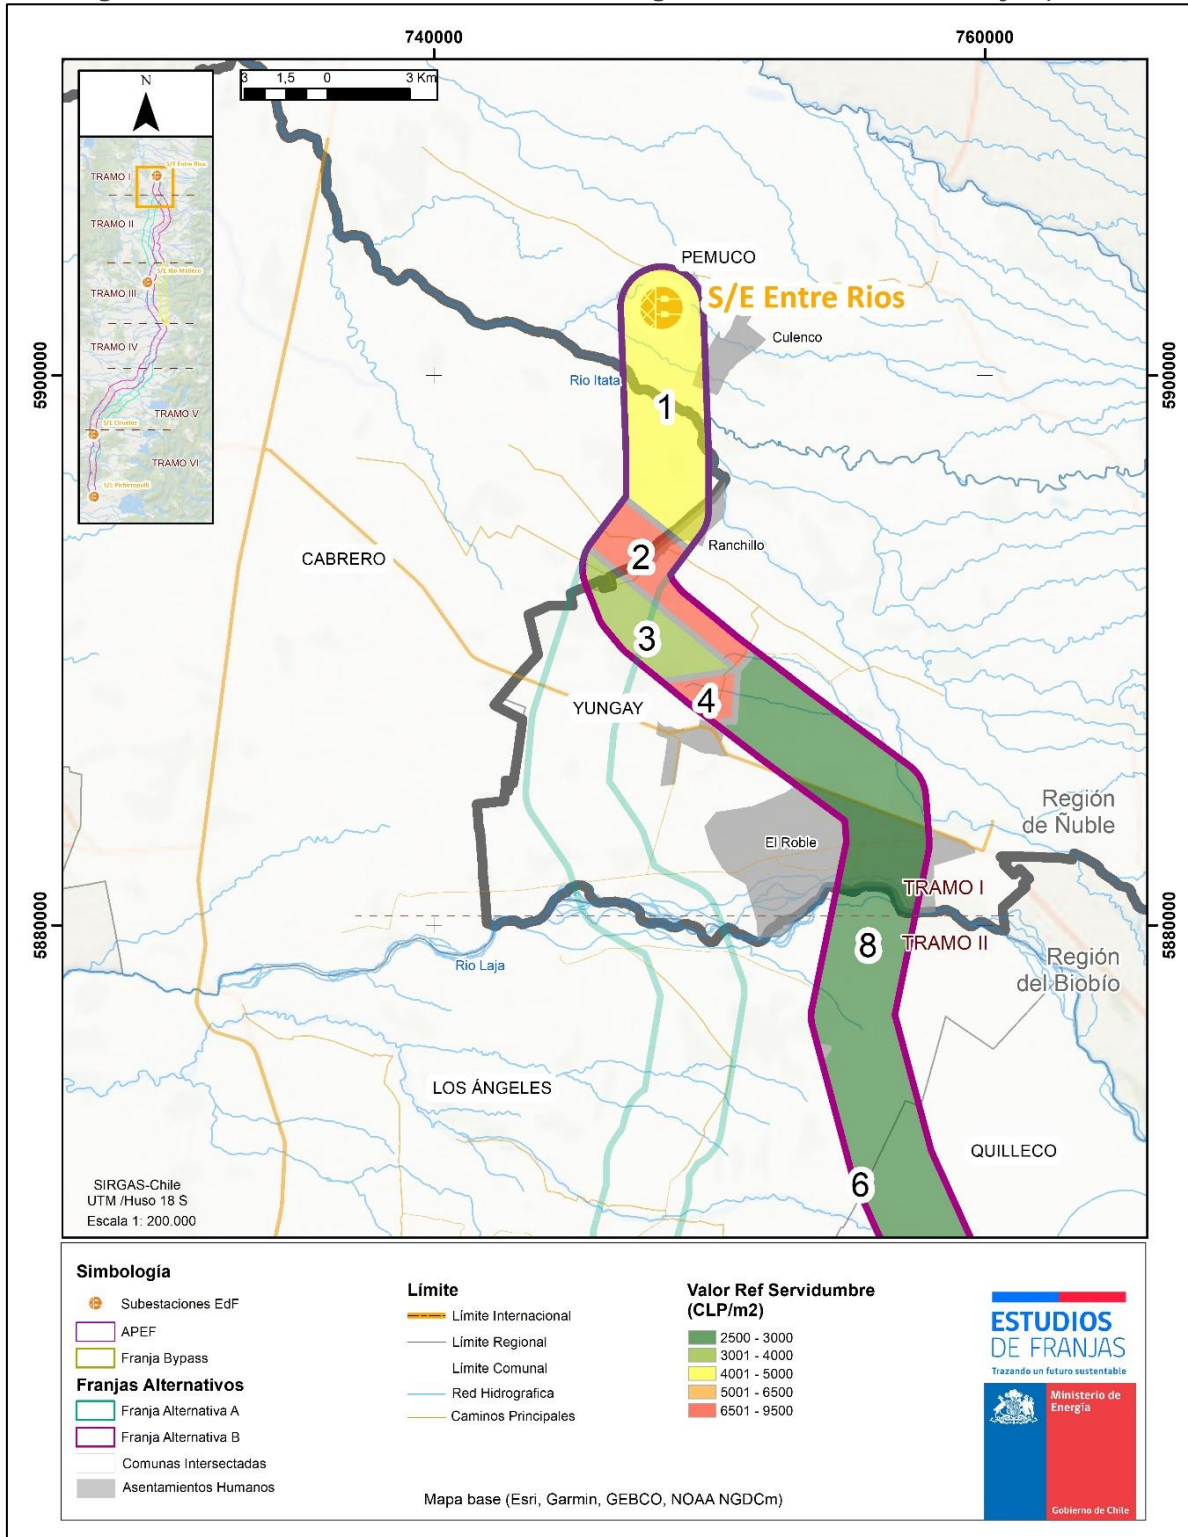 740000
760000
3 1,5 0 3 Km
N
S/E Entre Rios
TRAMO I
TRAMO II
S/E Rio Malleco
TRAMO III
TRAMO IV
TRAMO V
S/E Ciruelos
TRAMO VI
S/E Pichirropulli
PEMUCO
S/E Entre Rios
Culenco
5900000
5900000
Rio Itata
1
Ranchillo
CABRERO
2
3
4
YUNGAY
Región
de Ñuble
El Roble
TRAMO I
5880000
5880000
8
TRAMO II
Rio Laja
Región
del Biobío
LOS ÁNGELES
QUILLECO
6
SIRGAS-Chile
UTM /Huso 18 S
Escala 1: 200.000
Simbología
Subestaciones EdF
APEF
Franja Bypass
Franjas Alternativos
Franja Alternativa A
Franja Alternativa B
Comunas Intersectadas
Asentamientos Humanos
Límite
Límite Internacional
Límite Regional
Límite Comunal
Red Hidrografica
Caminos Principales
Valor Ref Servidumbre
(CLP/m2)
2500 - 3000
3001 - 4000
4001 - 5000
5001 - 6500
6501 - 9500
Mapa base (Esri, Garmin, GEBCO, NOAA NGDCm)
ESTUDIOS
DE FRANJAS
Trazando un futuro sustentable
Ministerio de
Energía
Gobierno de Chile